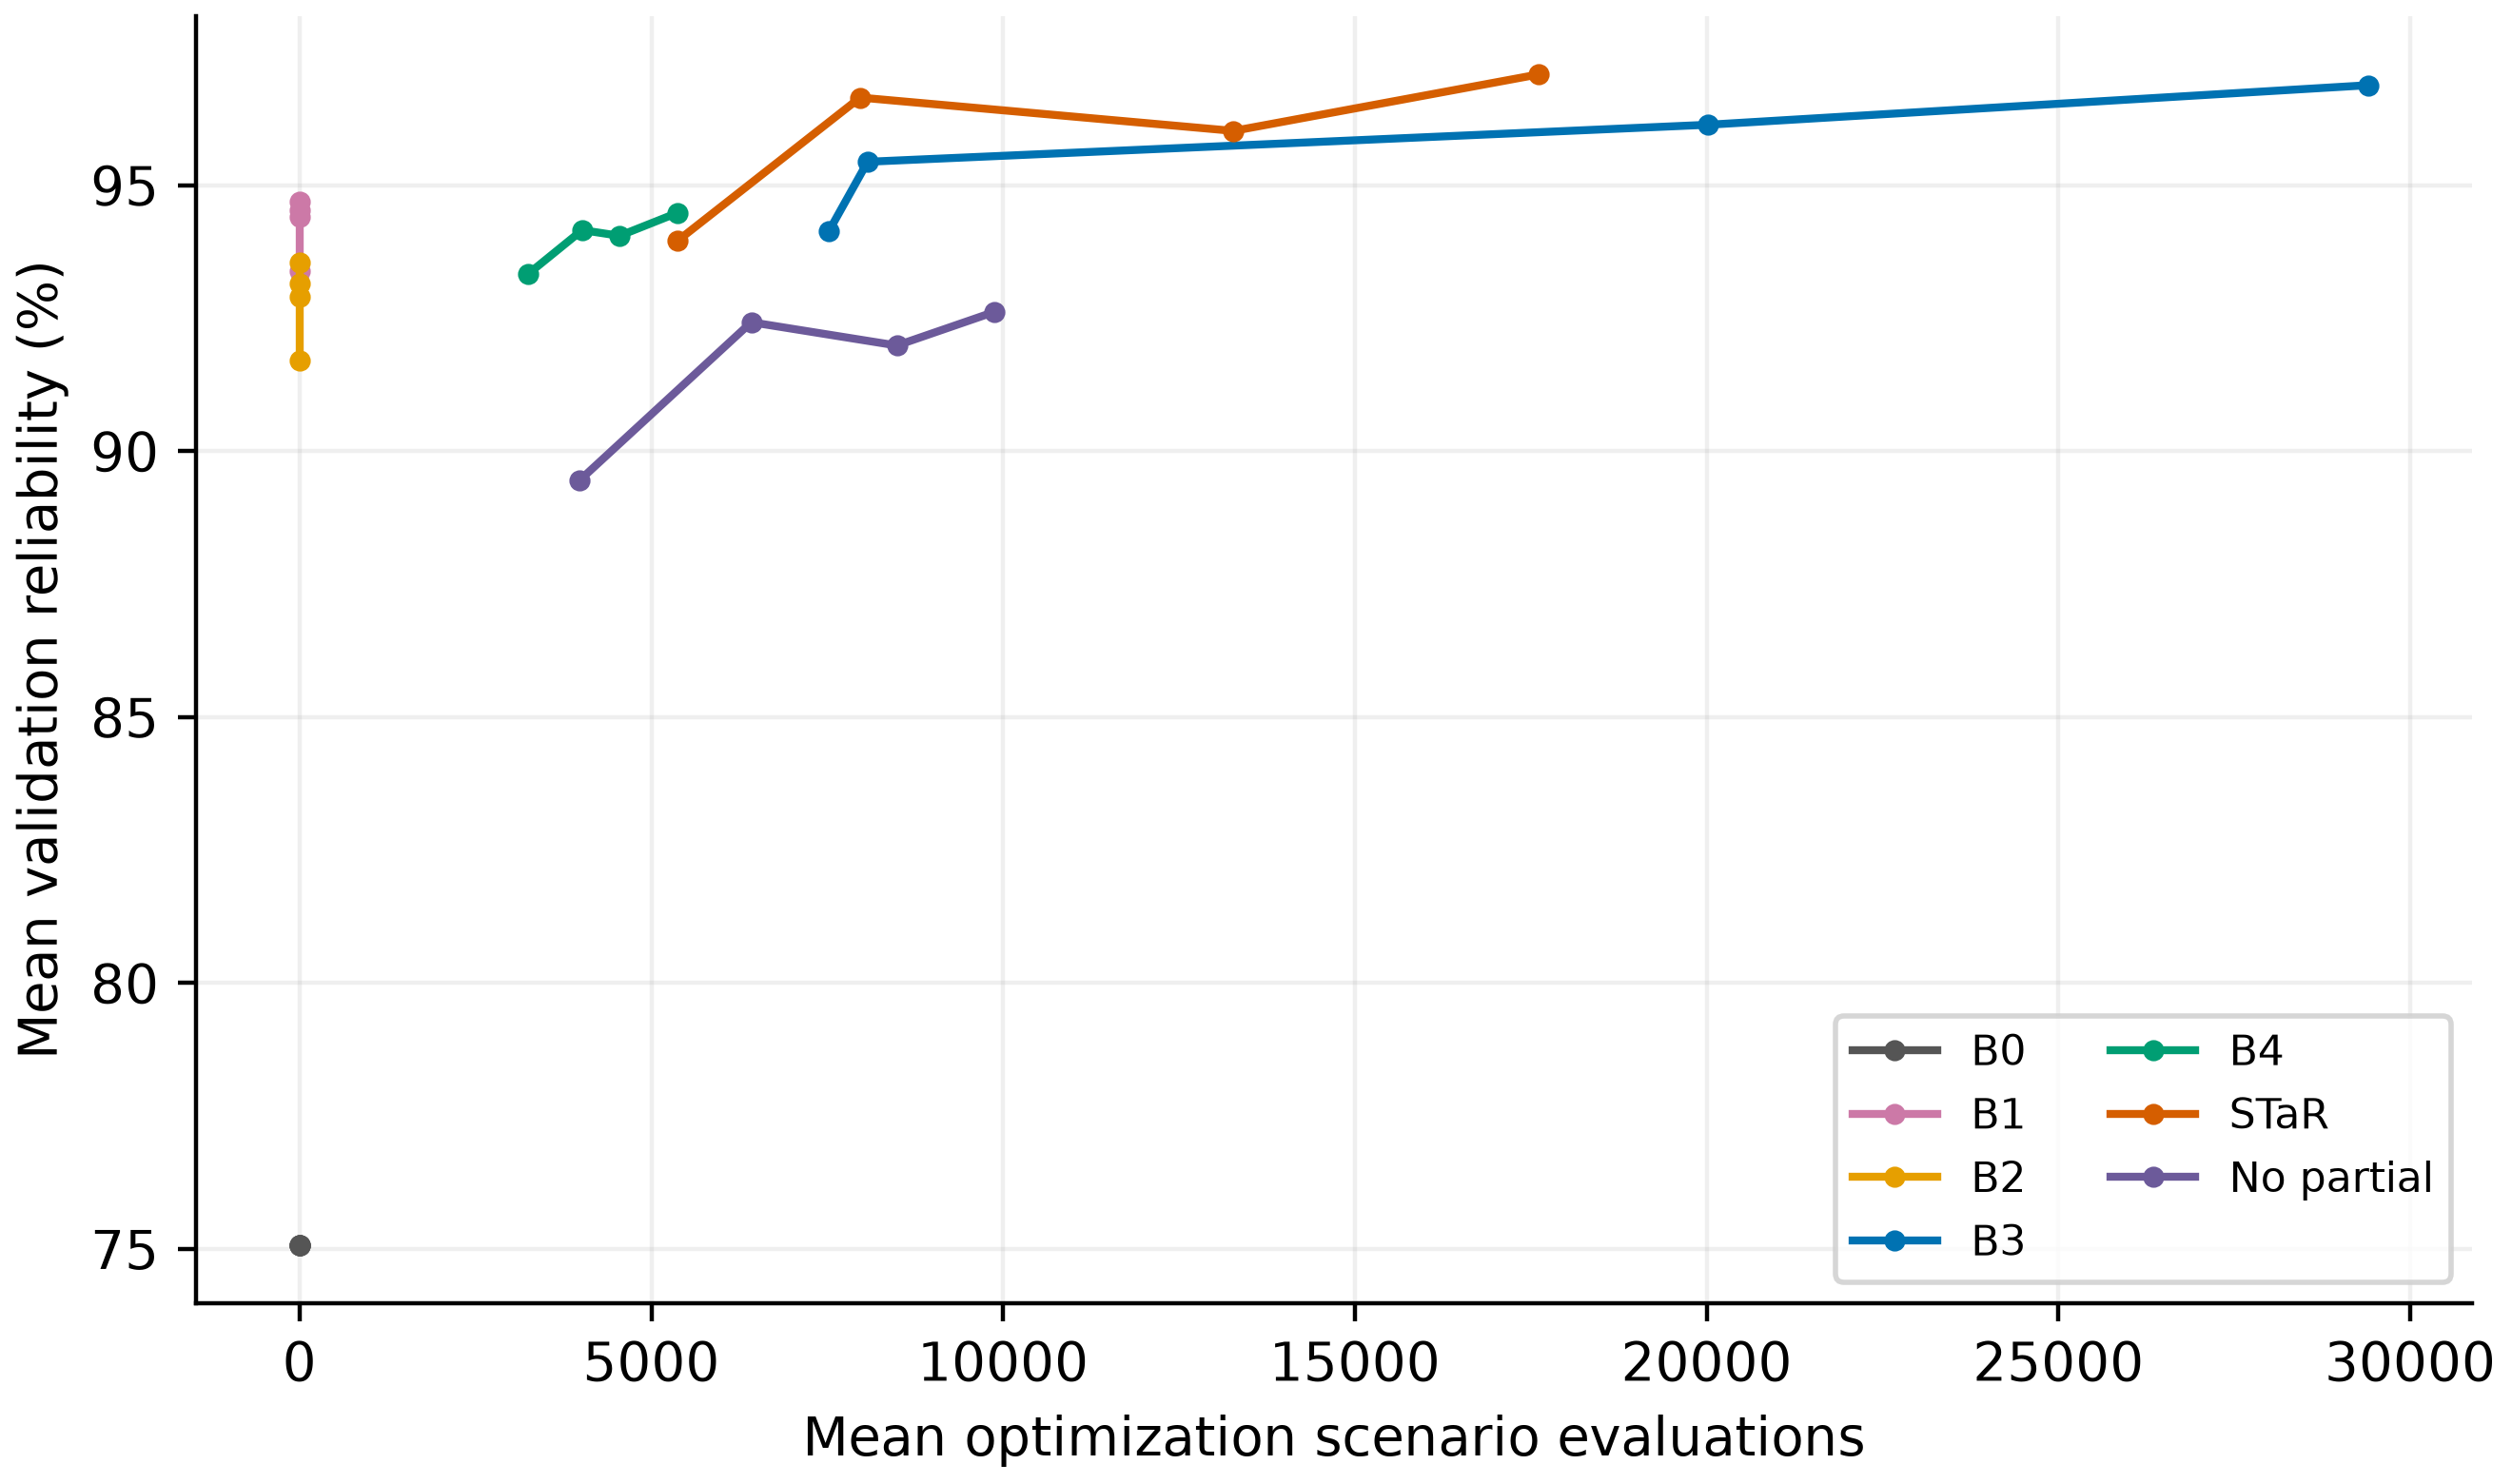 Mean validation reliability (%)
95
90
85
80
75
0
5000
10000
15000
20000
25000
30000
Mean optimization scenario evaluations
B0
B1
B2
B3
B4
STaR
No partial